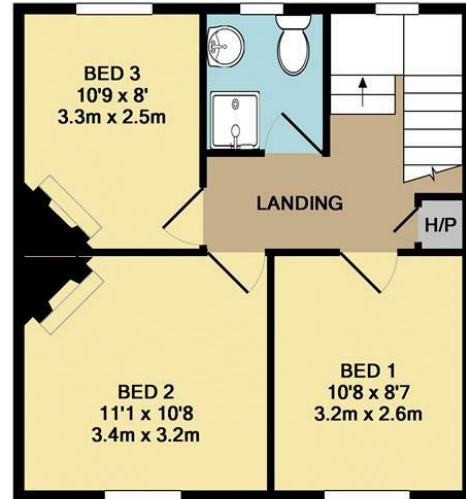 BED 3
10'9 x 8'
3.3m x 2.5m
LANDING
H/P
BED 2
11'1 x 10'8
3.4m x 3.2m
BED 1
10'8 x 8'7
3.2m x 2.6m